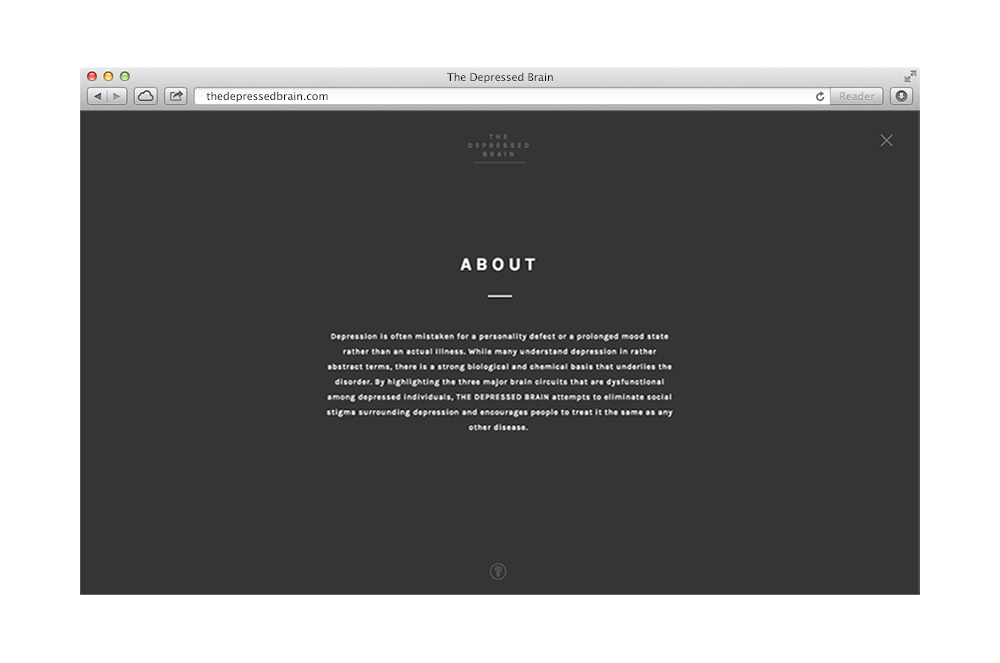 The Depressed Brain
thedepressedbrain.com
Reader
THE
DEPRESSED
BRAIN
ABOUT
Depression is often mistaken for a personality defect or a prolonged mood state
rather than an actual illness. While many understand depression in rather
abstract terms, there is a strong biological and chemical basis that underlies the
disorder. By highlighting the three major brain circuits that are dysfunctional
among depressed individuals, THE DEPRESSED BRAIN attempts to eliminate social
stigma surrounding depression and encourages people to treat it the same as any
other disease.
?